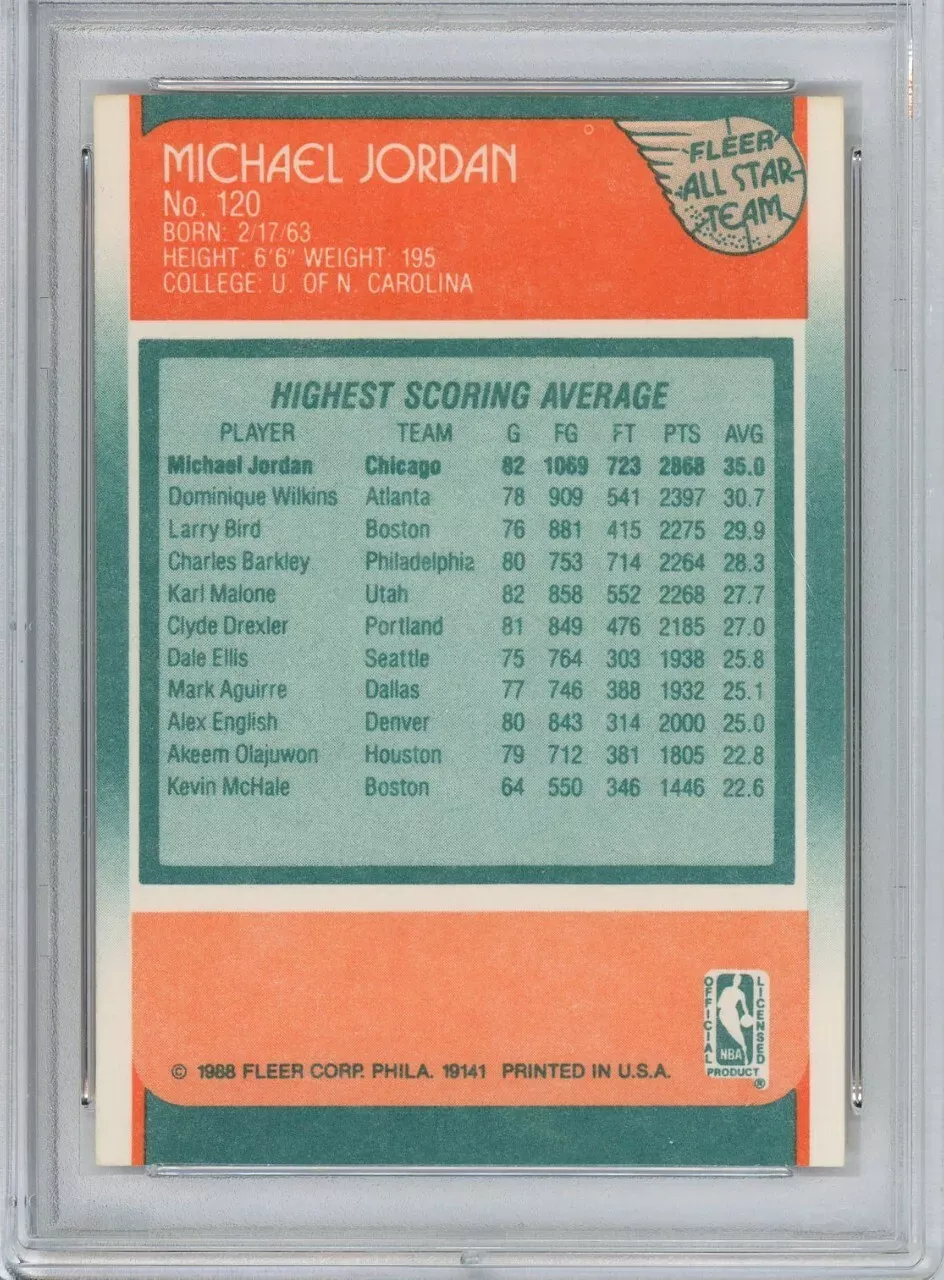 MICHAEL JORDAN
No. 120
BORN: 2/17/63
HEIGHT: 6'6" WEIGHT: 195
COLLEGE: U. OF N. CAROLINA
FLEER
ALL STAR
TEAM
HIGHEST SCORING AVERAGE
PLAYER TEAM G FG FT PTS AVG
Michael Jordan Chicago 82 1069 723 2868 35.0
Dominique Wilkins Atlanta 78 909 541 2397 30.7
Larry Bird Boston 76 881 415 2275 29.9
Charles Barkley Philadelphia 80 753 714 2264 28.3
Karl Malone Utah 82 858 552 2268 27.7
Clyde Drexler Portland 81 849 476 2185 27.0
Dale Ellis Seattle 75 764 303 1938 25.8
Mark Aguirre Dallas 77 746 388 1932 25.1
Alex English Denver 80 843 314 2000 25.0
Akeem Olajuwon Houston 79 712 381 1805 22.8
Kevin McHale Boston 64 550 346 1446 22.6
OFFICIAL
NBA
LICENSED
PRODUCT
®
© 1988 FLEER CORP. PHILA. 19141 PRINTED IN U.S.A.